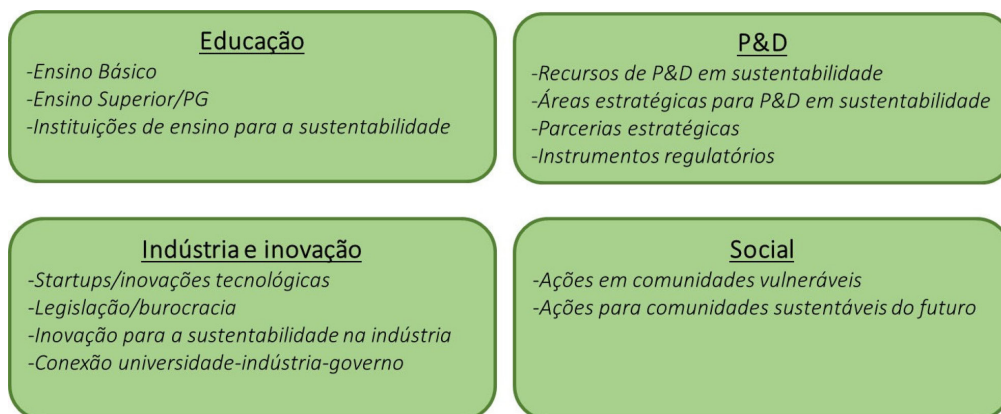 Educação
-Ensino Básico
-Ensino Superior/PG
-Instituições de ensino para a sustentabilidade
P&D
-Recursos de P&D em sustentabilidade
-Áreas estratégicas para P&D em sustentabilidade
-Parcerias estratégicas
-Instrumentos regulatórios
Indústria e inovação
-Startups/inovações tecnológicas
-Legislação/burocracia
-Inovação para a sustentabilidade na indústria
-Conexão universidade-indústria-governo
Social
-Ações em comunidades vulneráveis
-Ações para comunidades sustentáveis do futuro